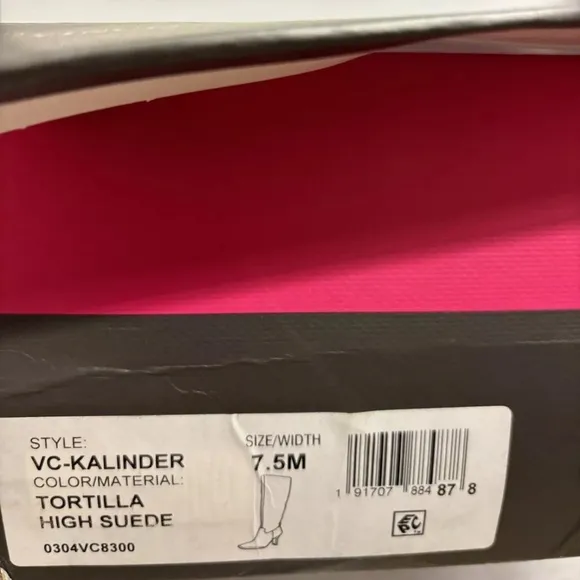 STYLE:
VC-KALINDER
COLOR/MATERIAL:
TORTILLA
HIGH SUEDE
0304VC8300
SIZE/WIDTH
7.5M
1 91707 884 87 8